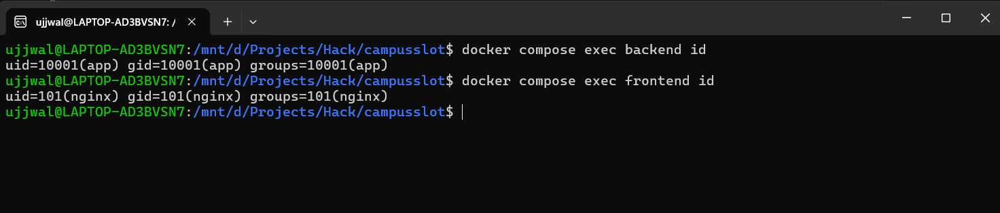 ujjwal@LAPTOP-AD3BVSN7: /
ujjwal@LAPTOP-AD3BVSN7:/mnt/d/Projects/Hack/campusslot$ docker compose exec backend id
uid=10001(app) gid=10001(app) groups=10001(app)
ujjwal@LAPTOP-AD3BVSN7:/mnt/d/Projects/Hack/campusslot$ docker compose exec frontend id
uid=101(nginx) gid=101(nginx) groups=101(nginx)
ujjwal@LAPTOP-AD3BVSN7:/mnt/d/Projects/Hack/campusslot$